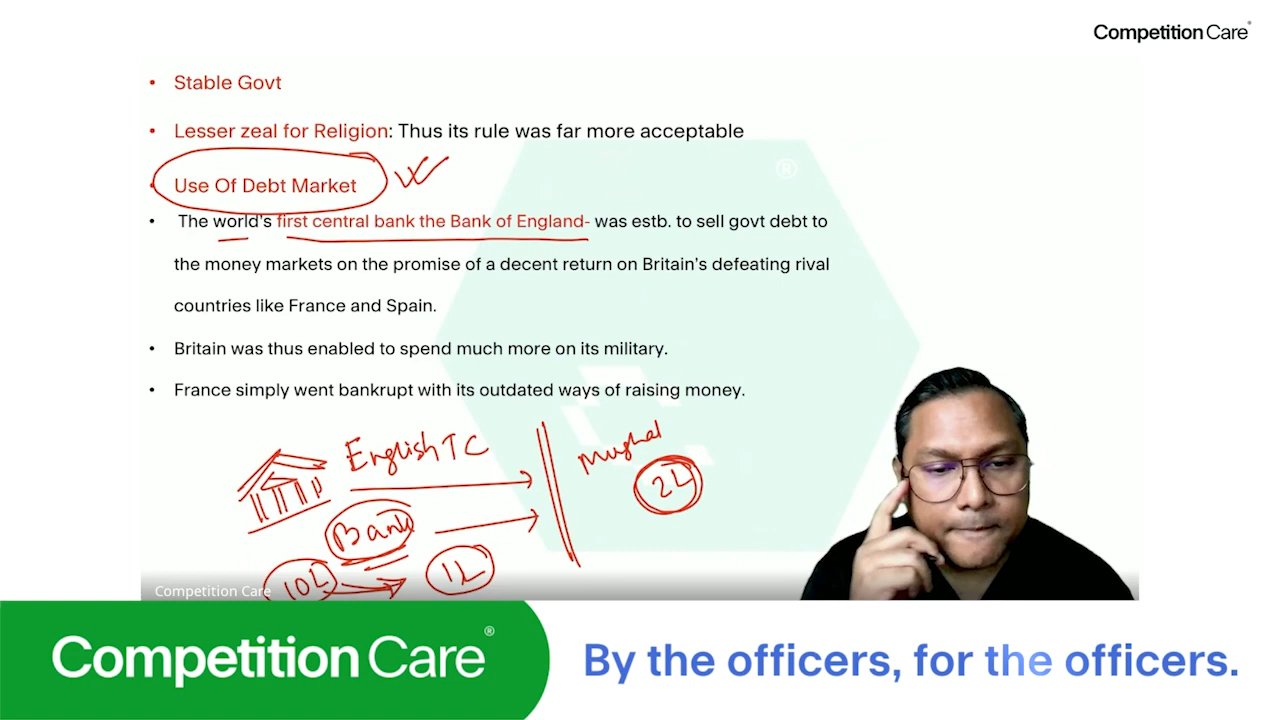 Competition Care®
• Stable Govt
• Lesser zeal for Religion: Thus its rule was far more acceptable
®
• Use Of Debt Market
• The world's first central bank the Bank of England- was estb. to sell govt debt to
the money markets on the promise of a decent return on Britain's defeating rival
countries like France and Spain.
• Britain was thus enabled to spend much more on its military.
• France simply went bankrupt with its outdated ways of raising money.
English TC
Mughal
2L
Bank
10L
1L
Competition Care
Competition Care®
By the officers, for the officers.